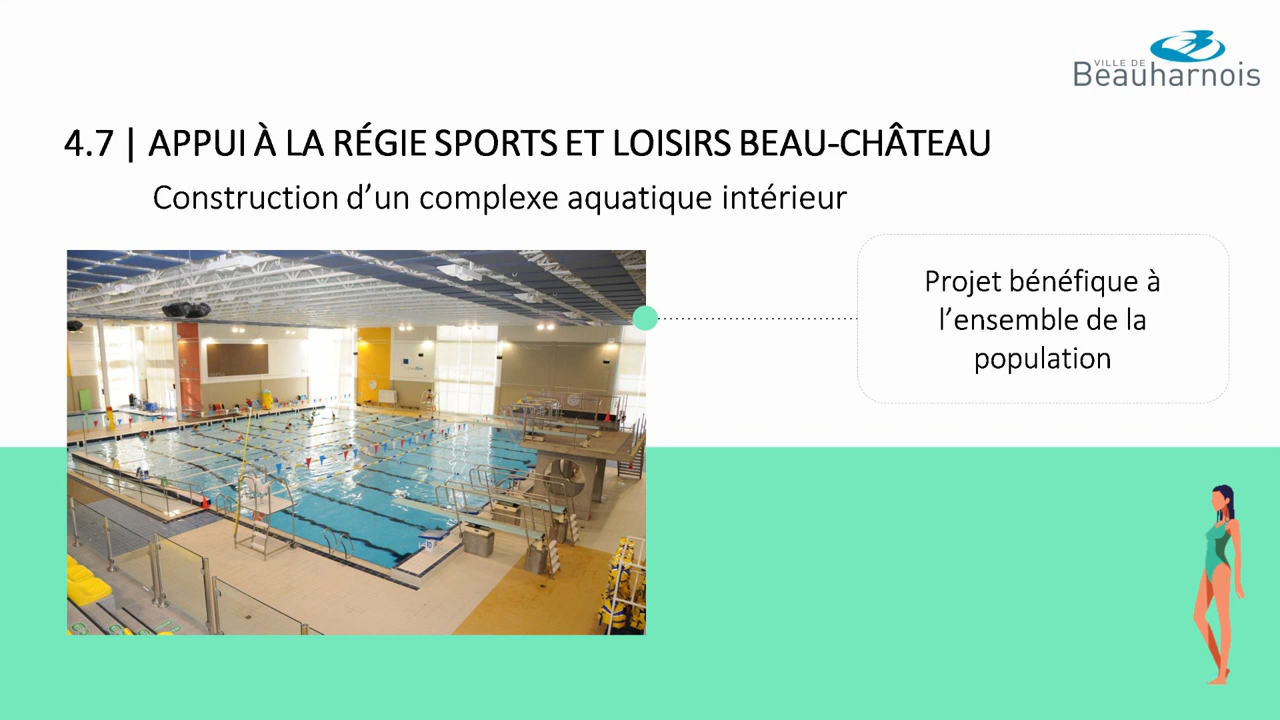 VILLE DE
Beauharnois
4.7 | APPUI À LA RÉGIE SPORTS ET LOISIRS BEAU-CHÂTEAU
Construction d’un complexe aquatique intérieur
Projet bénéfique à
l’ensemble de la
population